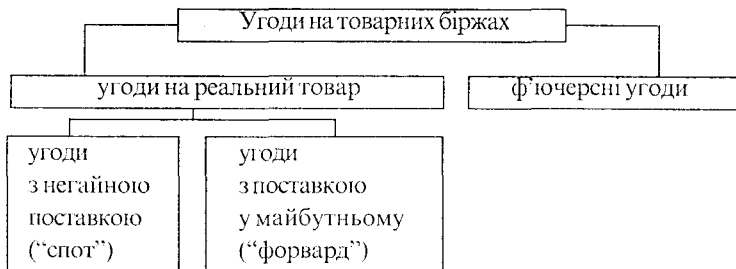 Угоди на товарних біржах
угоди на реальний товар
ф'ючерсні угоди
угоди
з негайною
поставкою
("спот")
угоди
з поставкою
у майбутньому
("форвард")